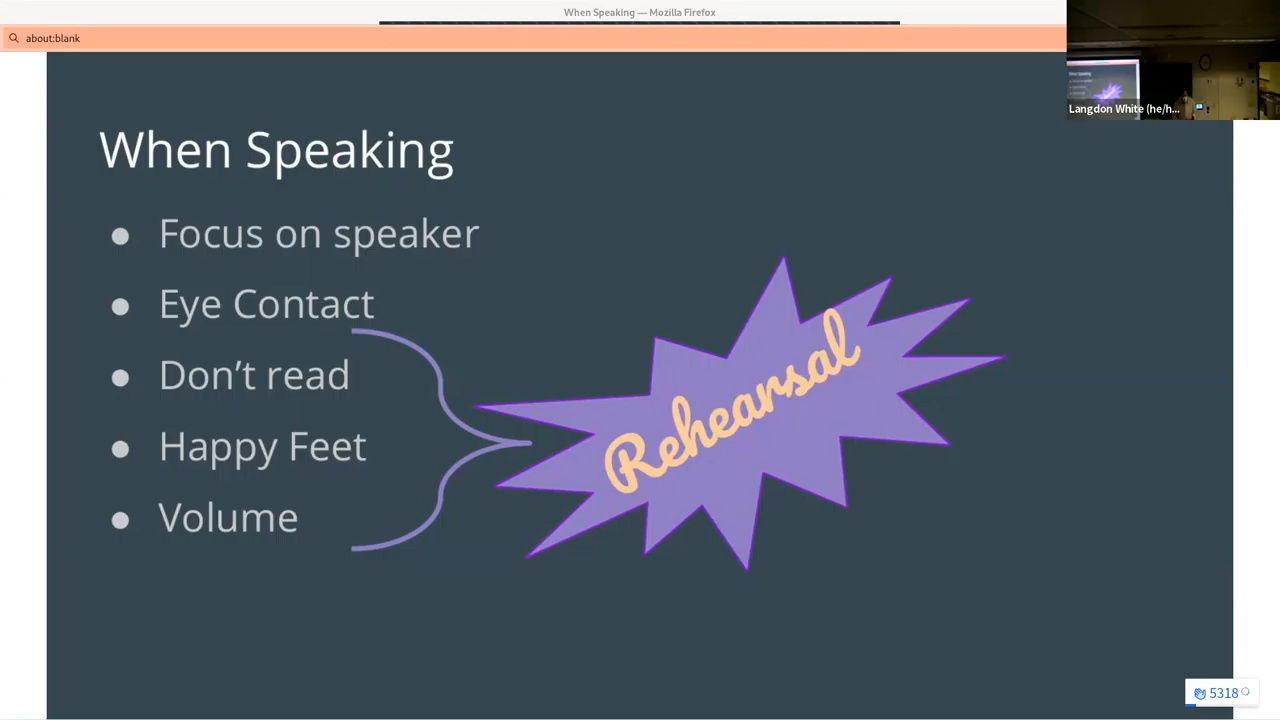 When Speaking — Mozilla Firefox
about:blank
Langdon White (he/h...
When Speaking
● Focus on speaker
● Eye Contact
● Don’t read
● Happy Feet
● Volume
Rehearsal
5318